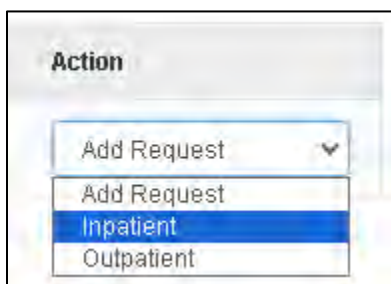 Action
Add Request
Add Request
Inpatient
Outpatient